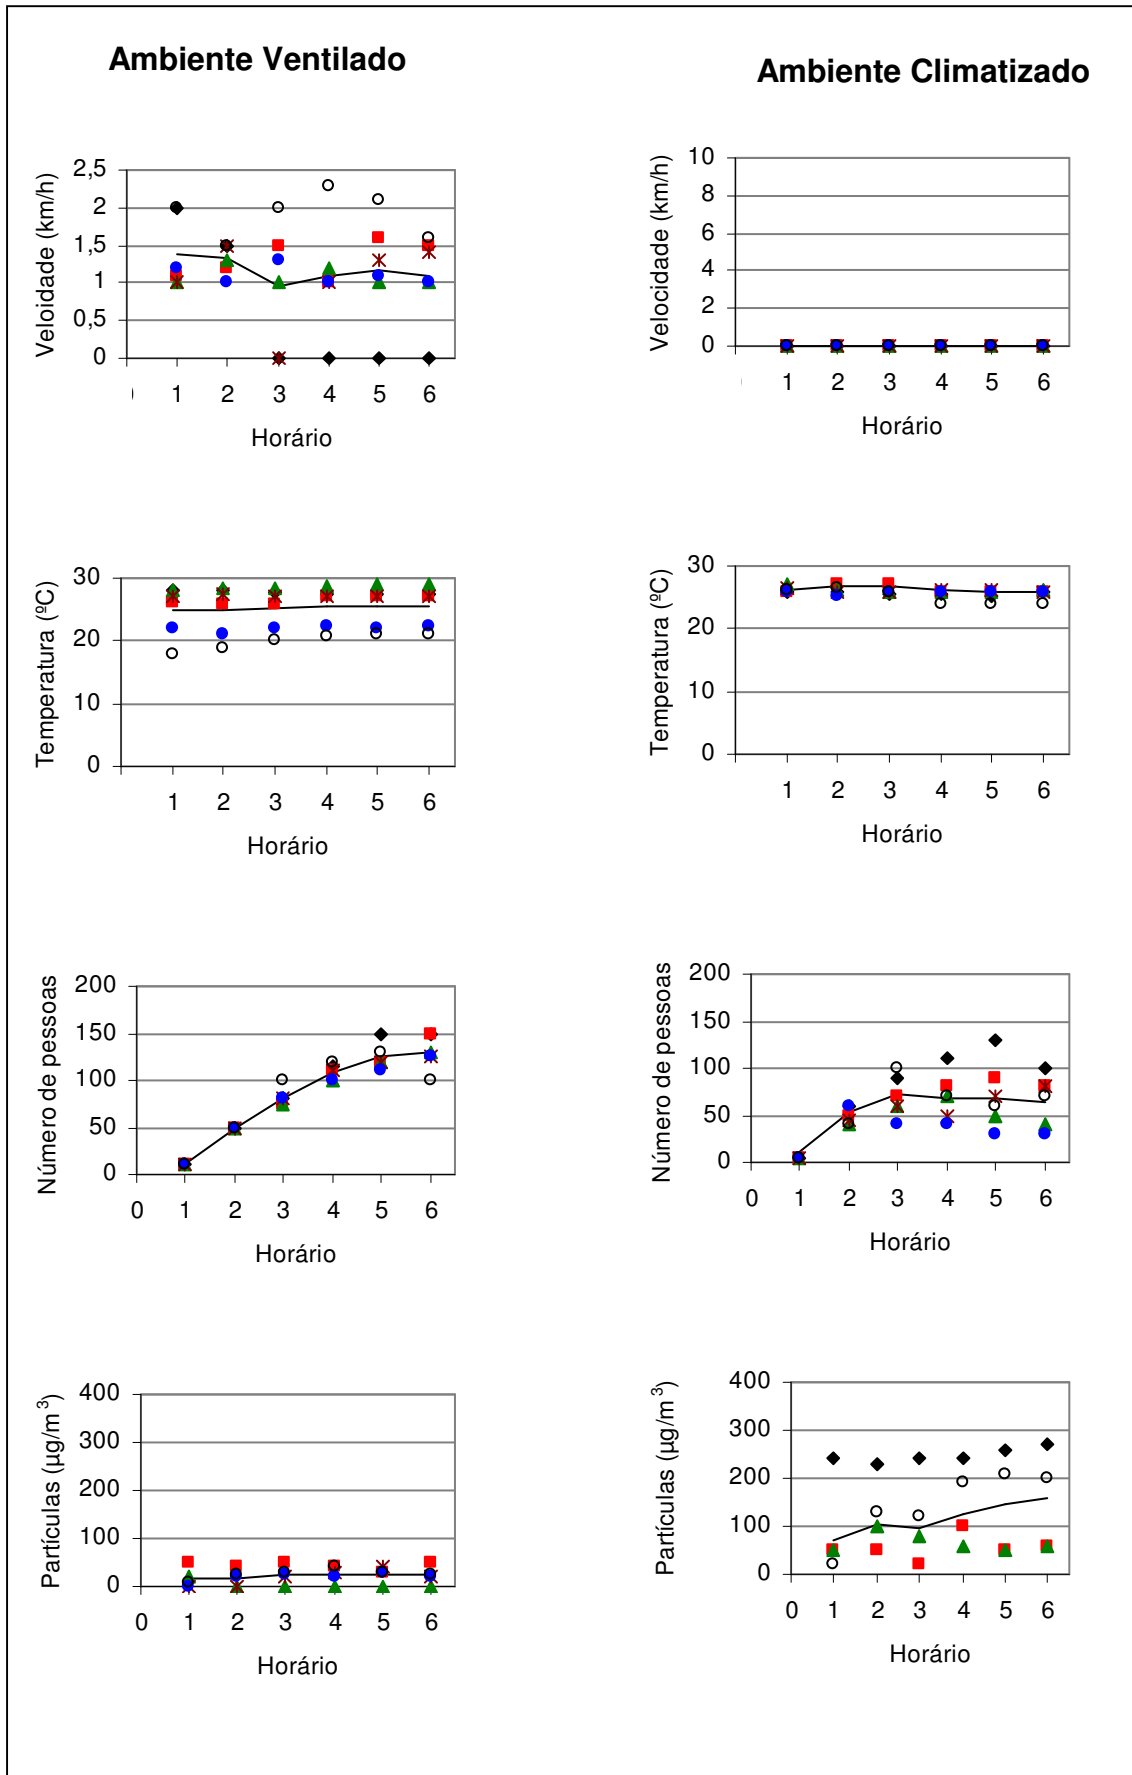 Ambiente Ventilado
Ambiente Climatizado
Veloidade (km/h)
2,5
2
1,5
1
0,5
0
1 2 3 4 5 6
Horário
Velocidade (km/h)
10
8
6
4
2
0
1 2 3 4 5 6
Horário
Temperatura (ºC)
30
20
10
0
1 2 3 4 5 6
Horário
Temperatura (ºC)
30
20
10
0
1 2 3 4 5 6
Horário
Número de pessoas
200
150
100
50
0
0 1 2 3 4 5 6
Horário
Número de pessoas
200
150
100
50
0
0 1 2 3 4 5 6
Horário
Partículas (µg/m³)
400
300
200
100
0
0 1 2 3 4 5 6
Horário
Partículas (µg/m³)
400
300
200
100
0
0 1 2 3 4 5 6
Horário